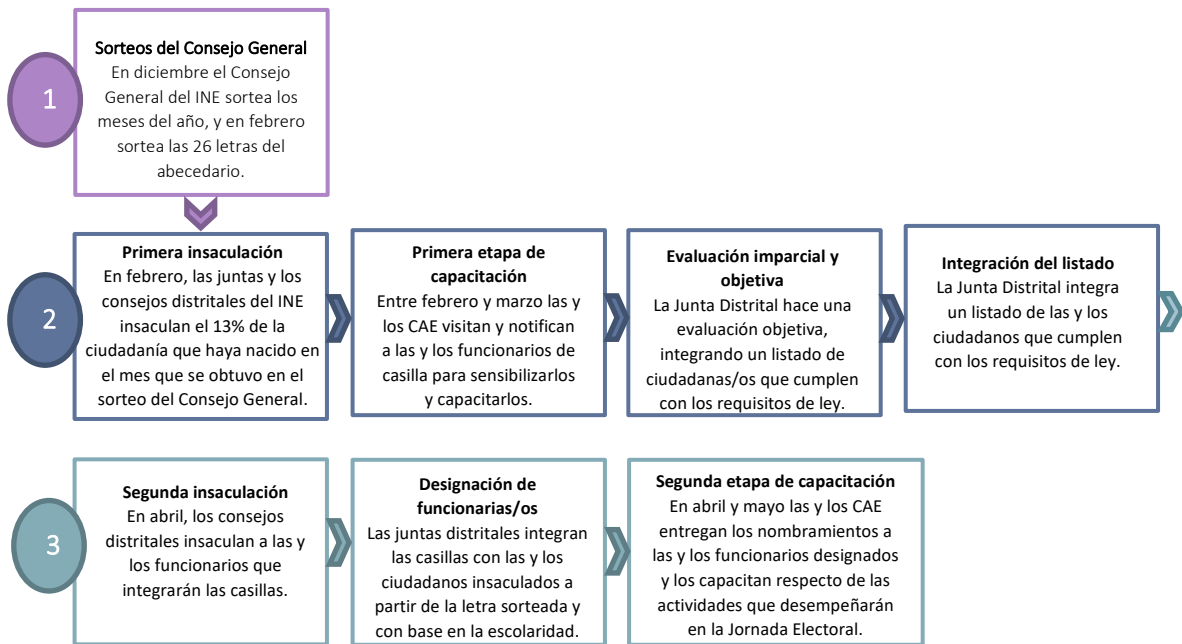 1
Sorteos del Consejo General
En diciembre el Consejo
General del INE sortea los
meses del año, y en febrero
sortea las 26 letras del
abecedario.
2
Primera insaculación
En febrero, las juntas y los
consejos distritales del INE
insaculan el 13% de la
ciudadanía que haya nacido en
el mes que se obtuvo en el
sorteo del Consejo General.
Primera etapa de
capacitación
Entre febrero y marzo las y
los CAE visitan y notifican
a las y los funcionarios de
casilla para sensibilizarlos
y capacitarlos.
Evaluación imparcial y
objetiva
La Junta Distrital hace una
evaluación objetiva,
integrando un listado de
ciudadanas/os que cumplen
con los requisitos de ley.
Integración del listado
La Junta Distrital integra
un listado de las y los
ciudadanos que cumplen
con los requisitos de ley.
3
Segunda insaculación
En abril, los consejos
distritales insaculan a las y
los funcionarios que
integrarán las casillas.
Designación de
funcionarias/os
Las juntas distritales integran
las casillas con las y los
ciudadanos insaculados a
partir de la letra sorteada y
con base en la escolaridad.
Segunda etapa de capacitación
En abril y mayo las y los CAE
entregan los nombramientos a
las y los funcionarios designados
y los capacitan respecto de las
actividades que desempeñarán
en la Jornada Electoral.